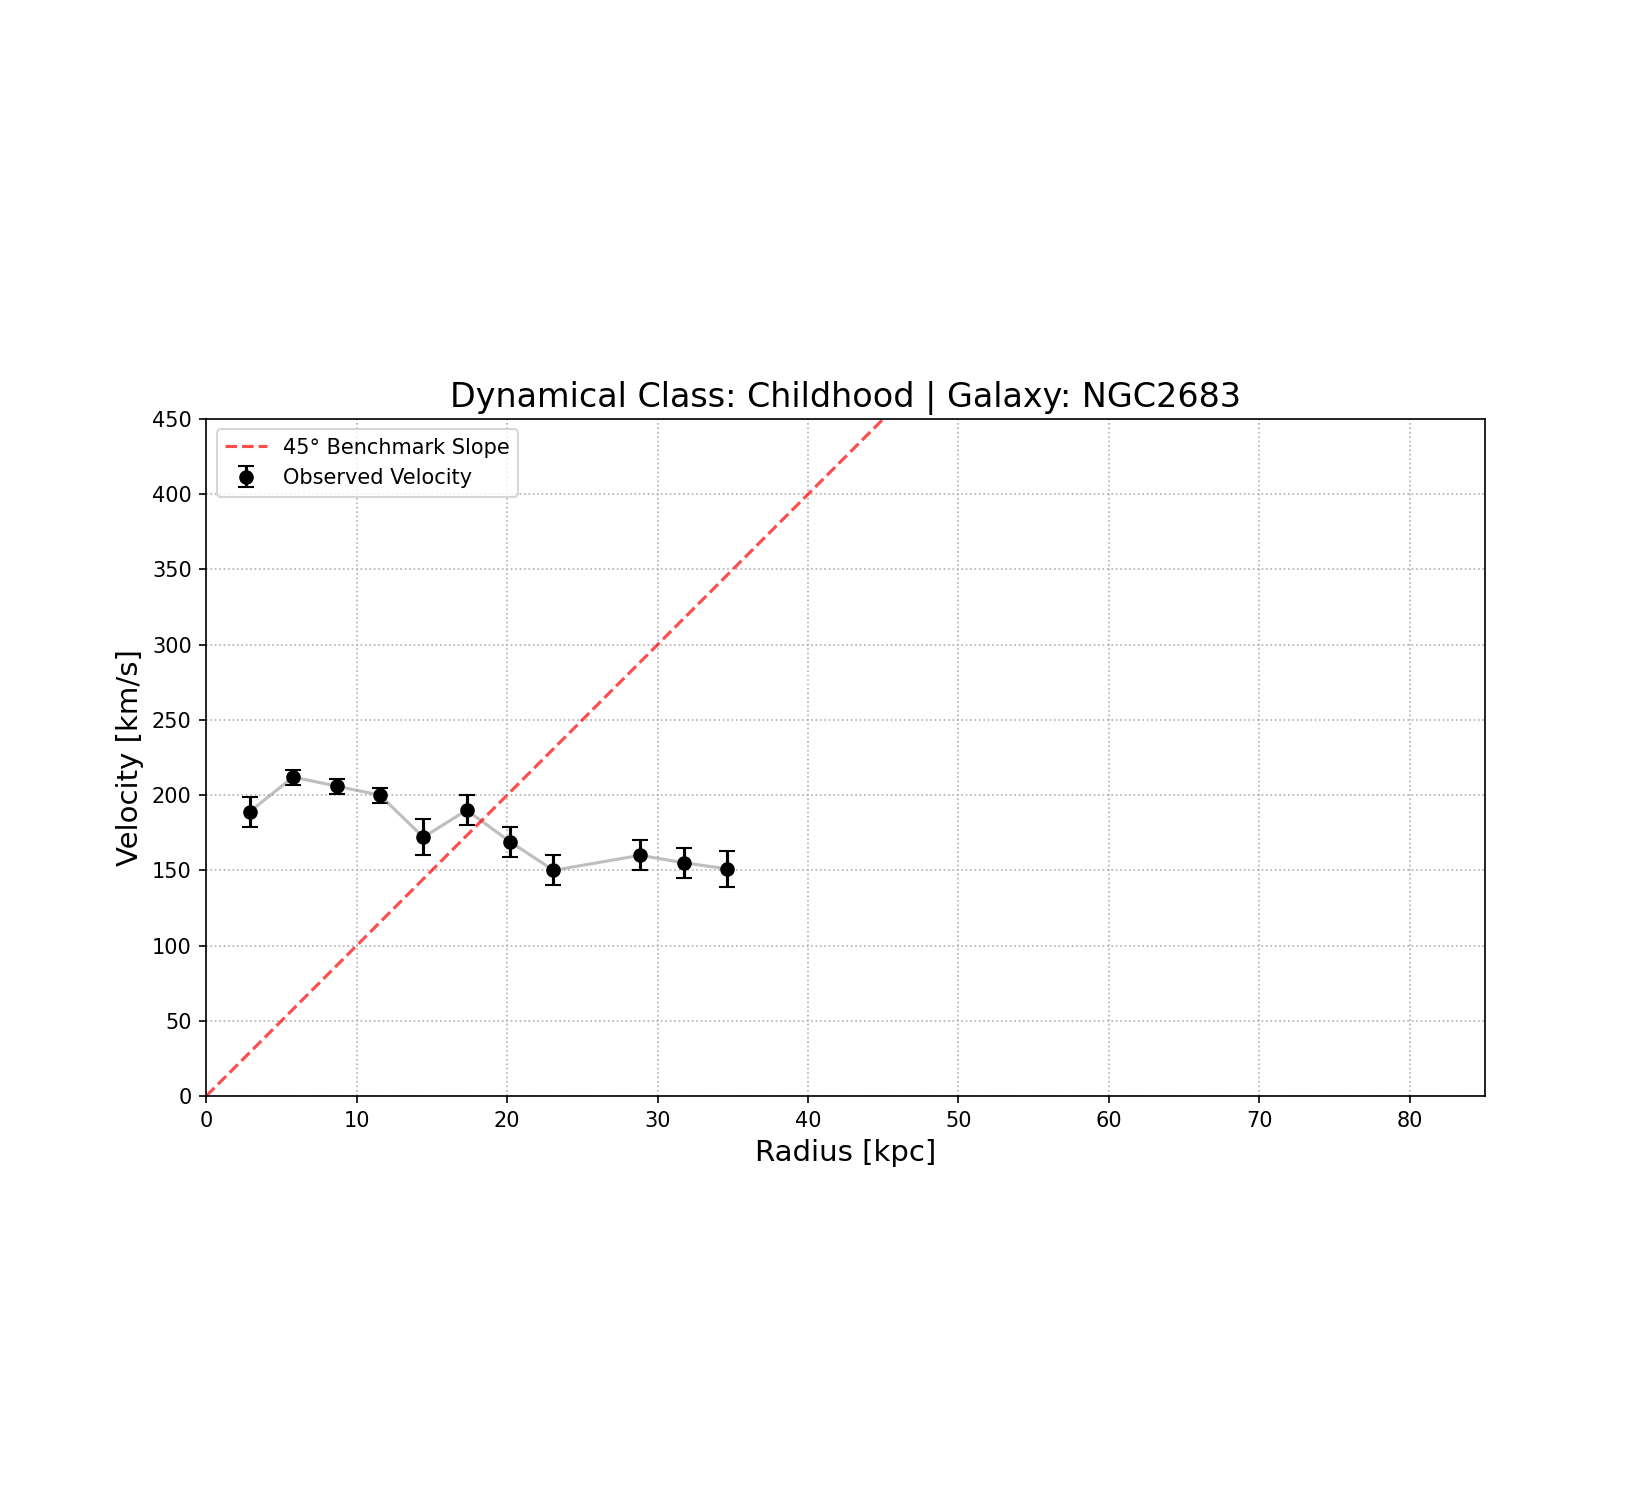 Dynamical Class: Childhood | Galaxy: NGC2683
45° Benchmark Slope
Observed Velocity
450
400
350
300
250
200
150
100
50
0
Velocity [km/s]
0 10 20 30 40 50 60 70 80
Radius [kpc]